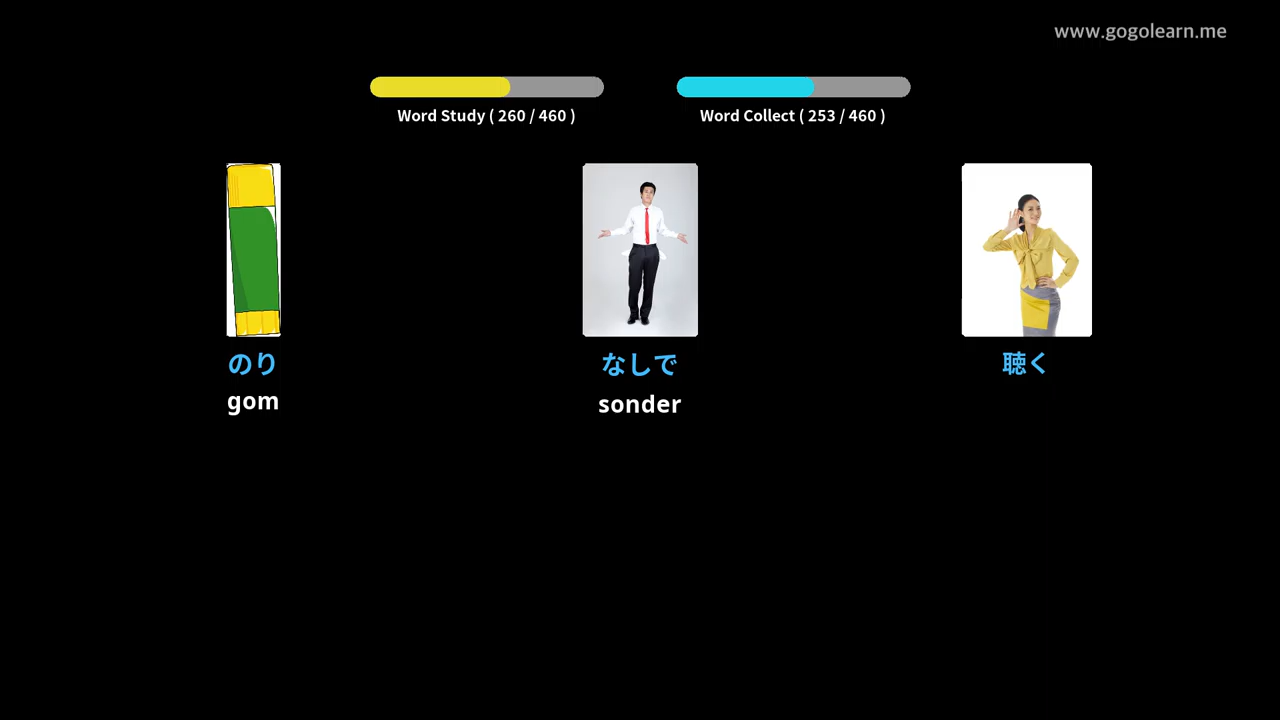 www.gogolearn.me
Word Study ( 260 / 460 )
Word Collect ( 253 / 460 )
のり
gom
なしで
sonder
聴く